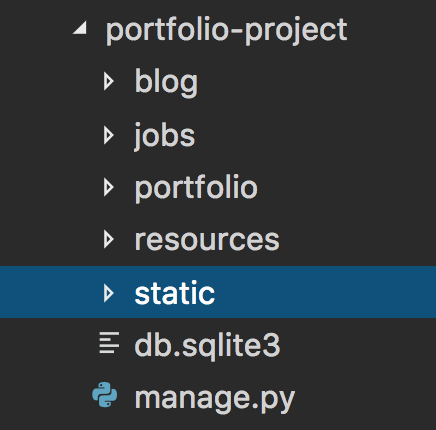 portfolio-project
blog
jobs
portfolio
resources
static
db.sqlite3
manage.py